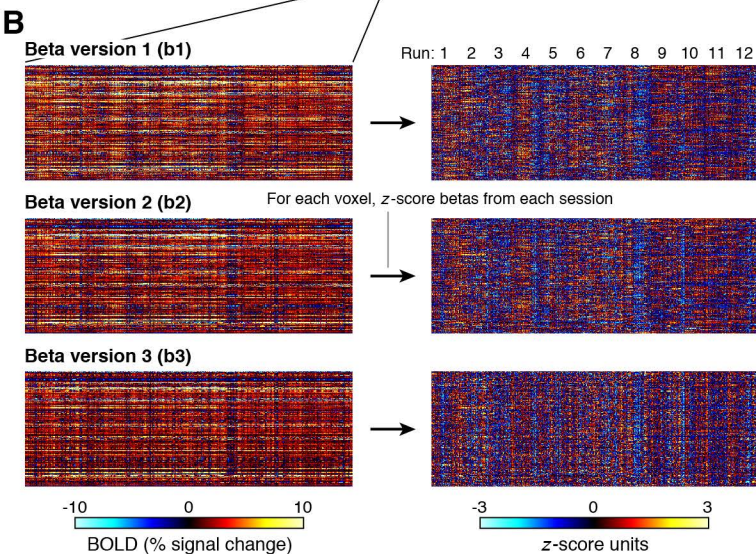 B
Beta version 1 (b1)
Run: 1 2 3 4 5 6 7 8 9 10 11 12
Beta version 2 (b2)
For each voxel, z-score betas from each session
Beta version 3 (b3)
-10 0 10
BOLD (% signal change)
-3 0 3
z-score units